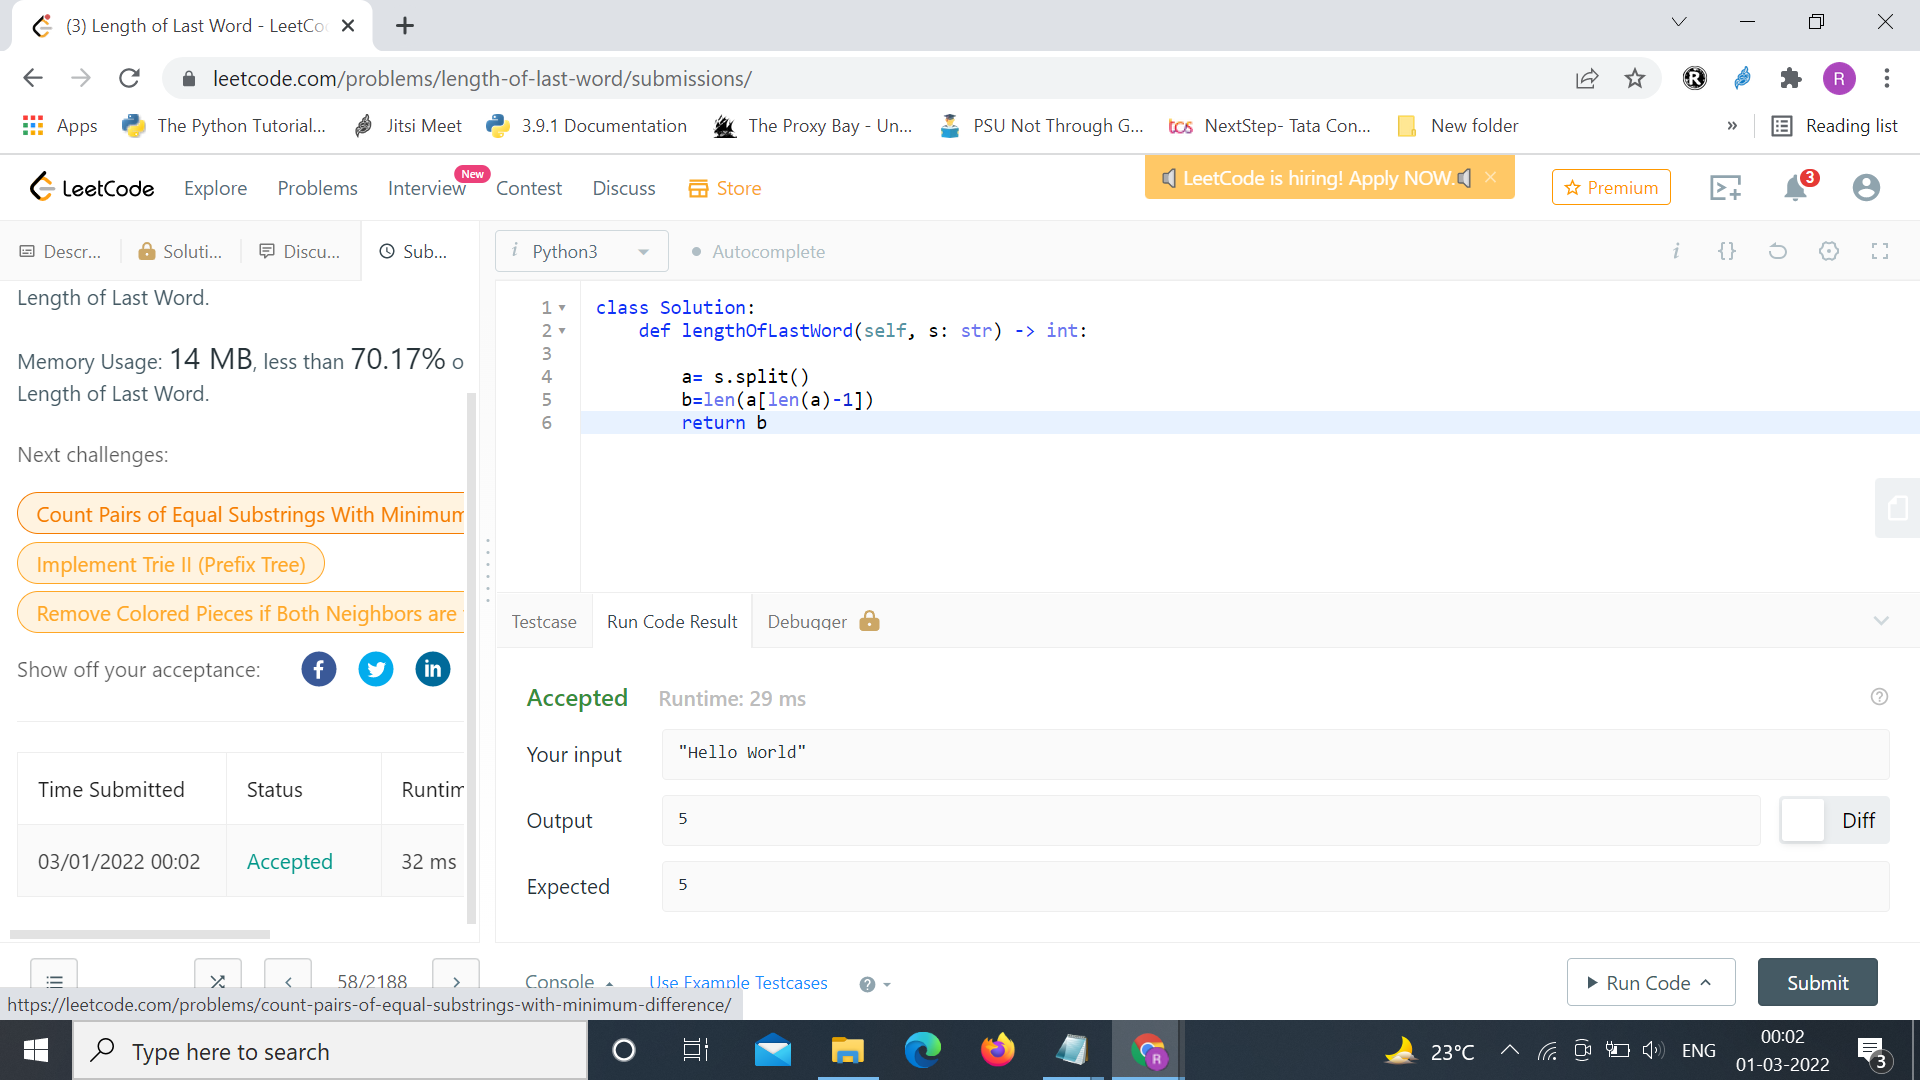 (3) Length of Last Word - LeetCo
leetcode.com/problems/length-of-last-word/submissions/
R
R
Apps
The Python Tutorial...
Jitsi Meet
3.9.1 Documentation
The Proxy Bay - Un...
PSU Not Through G...
tcs NextStep- Tata Con...
New folder
»
Reading list
LeetCode
Explore
Problems
Interview
New
Contest
Discuss
Store
LeetCode is hiring! Apply NOW.
Premium
3
Descr...
Soluti...
Discu...
Sub...
i Python3
Autocomplete
i {}
Length of Last Word.
Memory Usage: 14 MB, less than 70.17% o
Length of Last Word.
Next challenges:
Count Pairs of Equal Substrings With Minimum
Implement Trie II (Prefix Tree)
Remove Colored Pieces if Both Neighbors are
Show off your acceptance:
f
in
Time Submitted Status Runtim
03/01/2022 00:02 Accepted 32 ms
1 class Solution:
2 def lengthOfLastWord(self, s: str) -> int:
3
4 a= s.split()
5 b=len(a[len(a)-1])
6 return b
Testcase
Run Code Result
Debugger
Accepted Runtime: 29 ms
?
Your input "Hello World"
Output 5
Diff
Expected 5
58/2188
Console
Use Example Testcases
?
Run Code
Submit
https://leetcode.com/problems/count-pairs-of-equal-substrings-with-minimum-difference/
Type here to search
R
23°C
ENG
00:02
01-03-2022
3